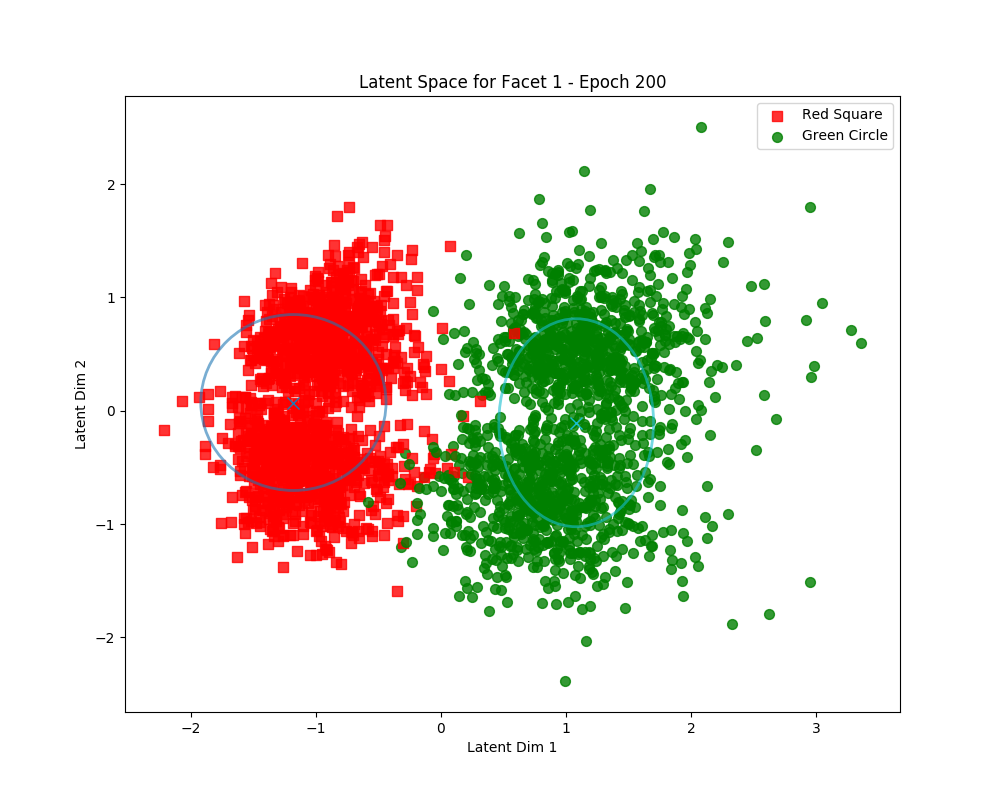 Latent Space for Facet 1 - Epoch 200
Red Square
Green Circle
Latent Dim 2
2
1
0
−1
−2
−2
−1
0
1
2
3
Latent Dim 1